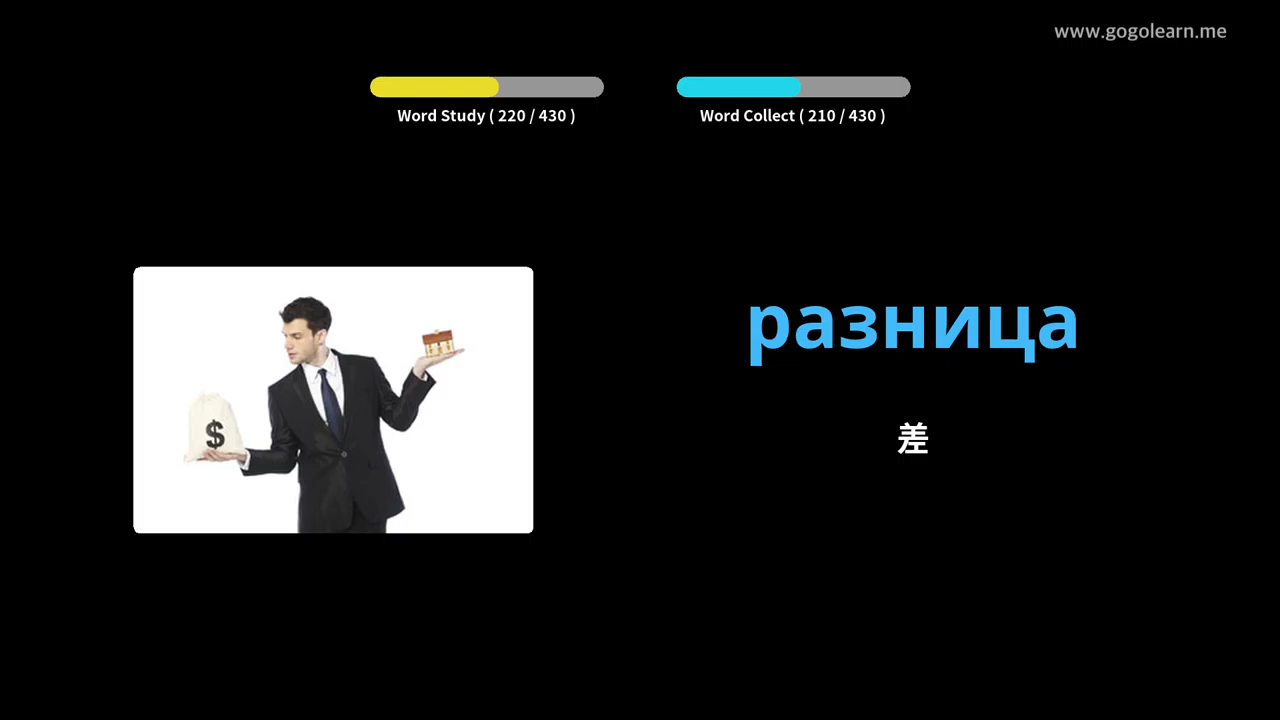 www.gogolearn.me
Word Study ( 220 / 430 )
Word Collect ( 210 / 430 )
$
разница
差